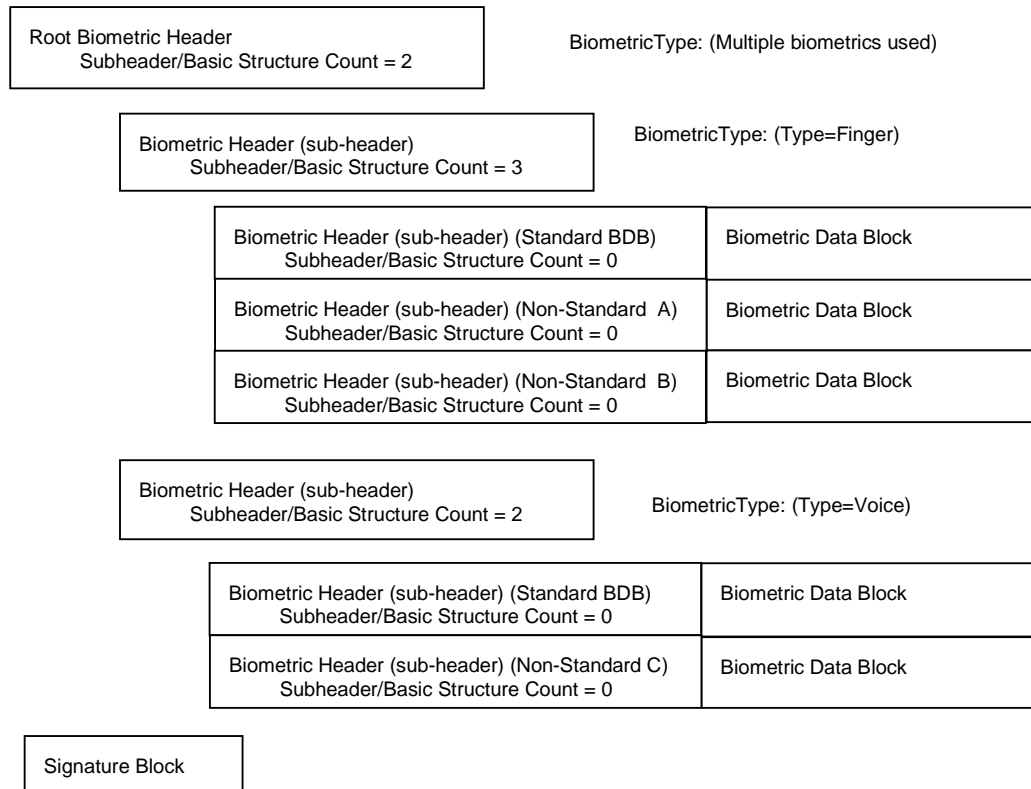 Root Biometric Header
Subheader/Basic Structure Count = 2
BiometricType: (Multiple biometrics used)
Biometric Header (sub-header)
Subheader/Basic Structure Count = 3
BiometricType: (Type=Finger)
Biometric Header (sub-header) (Standard BDB)
Subheader/Basic Structure Count = 0
Biometric Data Block
Biometric Header (sub-header) (Non-Standard A)
Subheader/Basic Structure Count = 0
Biometric Data Block
Biometric Header (sub-header) (Non-Standard B)
Subheader/Basic Structure Count = 0
Biometric Data Block
Biometric Header (sub-header)
Subheader/Basic Structure Count = 2
BiometricType: (Type=Voice)
Biometric Header (sub-header) (Standard BDB)
Subheader/Basic Structure Count = 0
Biometric Data Block
Biometric Header (sub-header) (Non-Standard C)
Subheader/Basic Structure Count = 0
Biometric Data Block
Signature Block